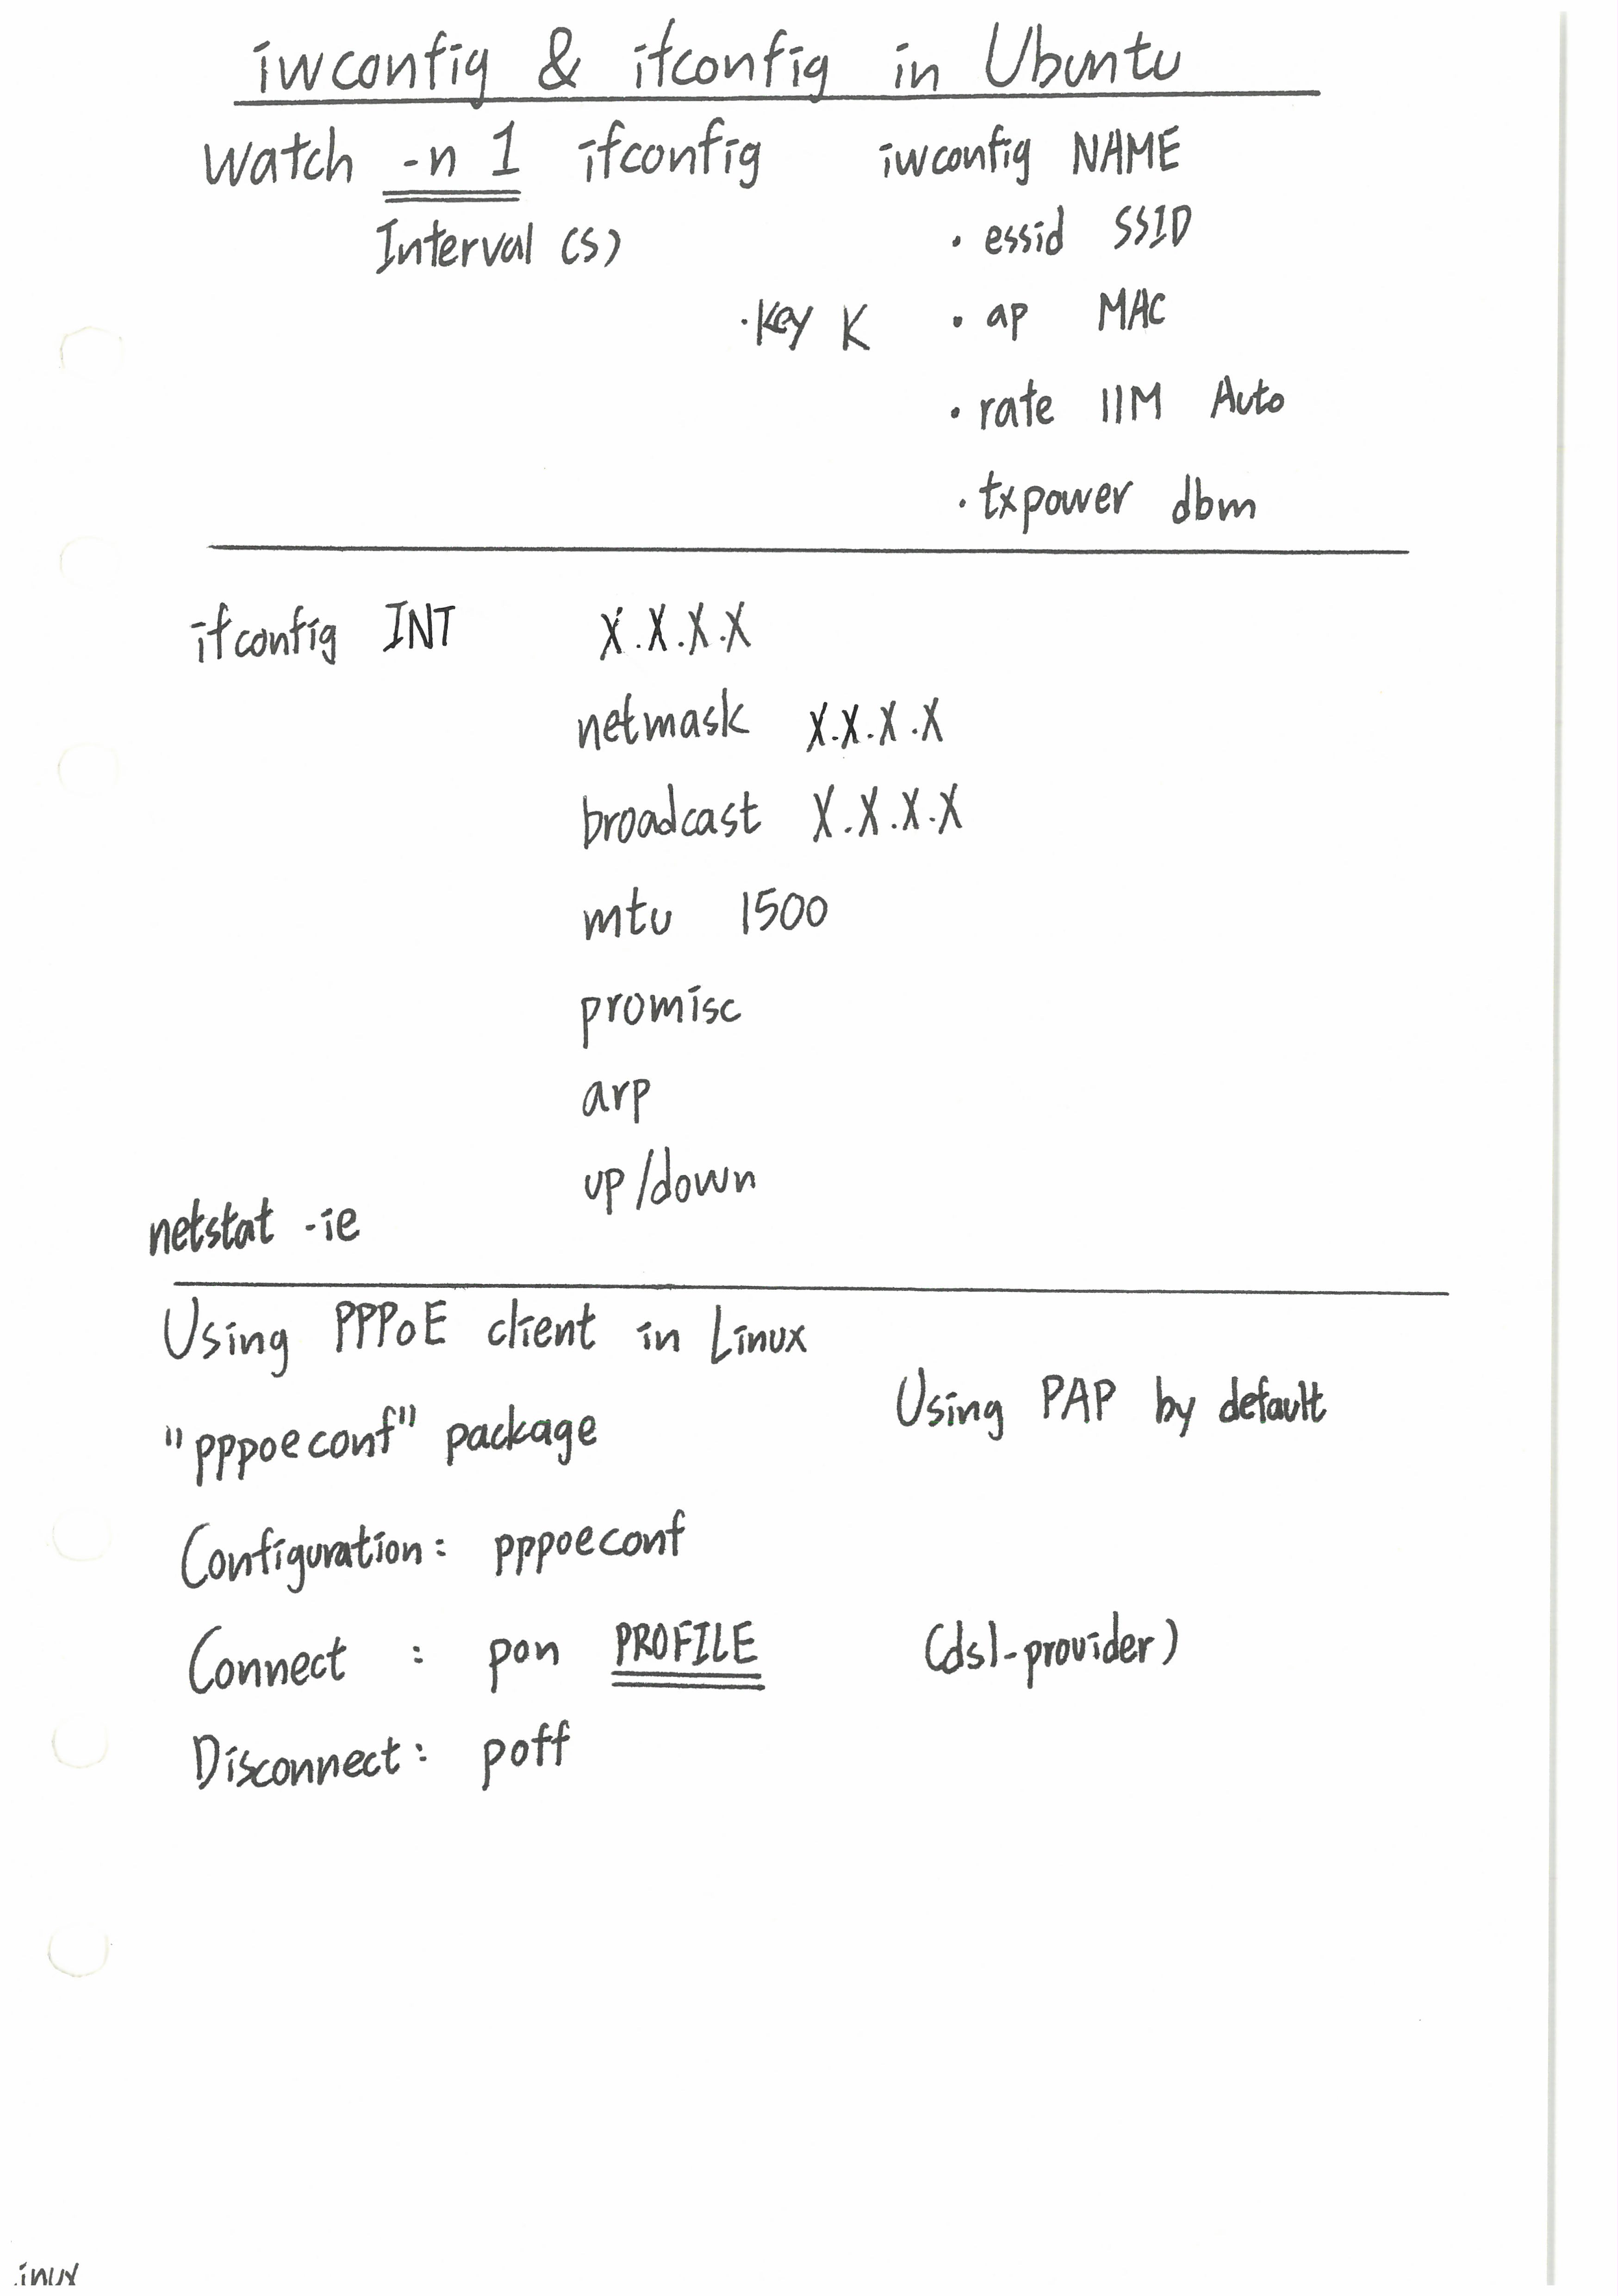 iwconfig & ifconfig in Ubuntu
watch -n 1 ifconfig
Interval (s)
iwconfig NAME
· essid SSID
· key K
· ap MAC
· rate 11M Auto
· txpower dbm
ifconfig INT X.X.X.X
netmask X.X.X.X
broadcast X.X.X.X
mtu 1500
promisc
arp
up/down
netstat -ie
Using PPPoE client in Linux
Using PAP by default
"pppoeconf" package
Configuration: pppoeconf
Connect : pon PROFILE (dsl-provider)
Disconnect: poff